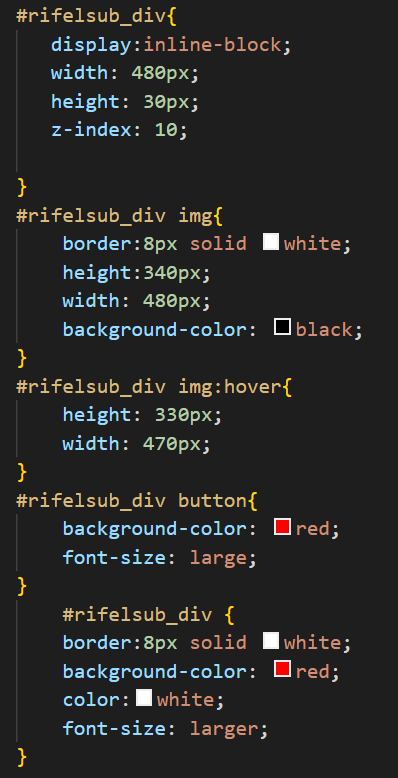 #rifelsub_div{
display:inline-block;
width: 480px;
height: 30px;
z-index: 10;
}
#rifelsub_div img{
border:8px solid white;
height:340px;
width: 480px;
background-color: black;
}
#rifelsub_div img:hover{
height: 330px;
width: 470px;
}
#rifelsub_div button{
background-color: red;
font-size: large;
}
#rifelsub_div {
border:8px solid white;
background-color: red;
color:white;
font-size: larger;
}